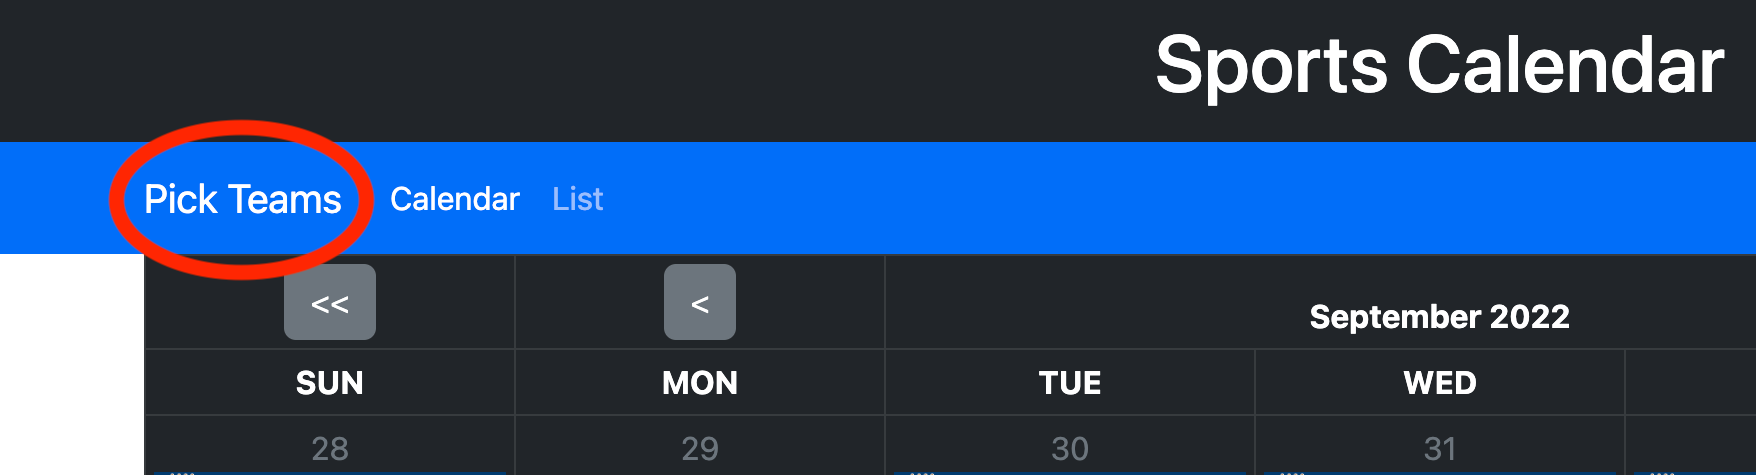 Sports Calendar
Pick Teams Calendar List
<< < September 2022
SUN MON TUE WED
28 29 30 31